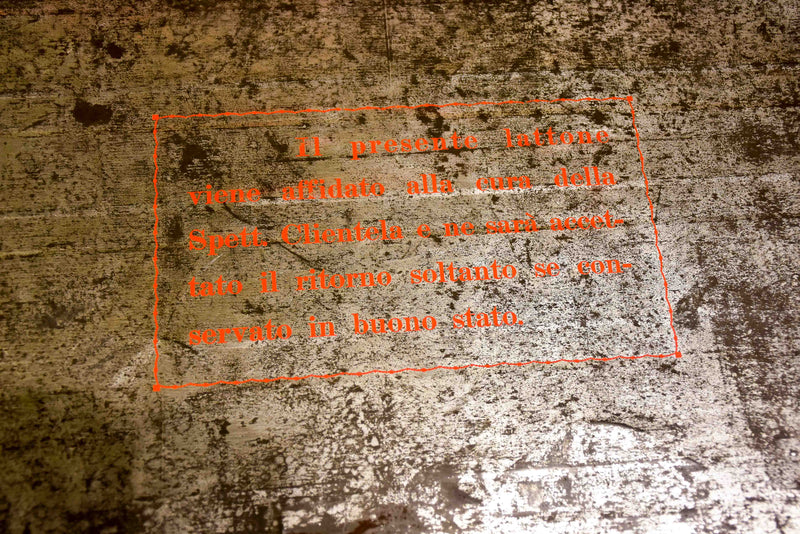 Il presente lattone
viene affidato alla cura della
Spett. Clientela e ne sarà accet-
tato il ritorno soltanto se con-
servato in buono stato.